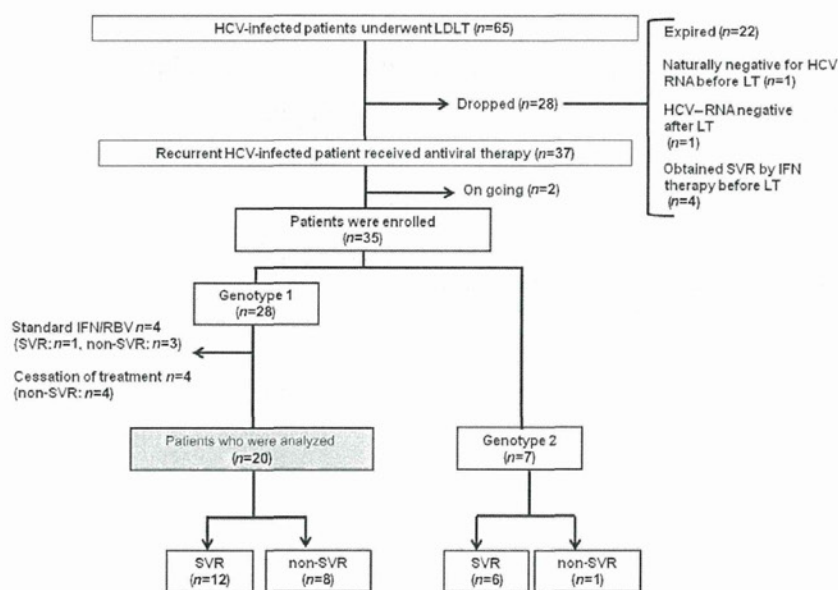 HCV-infected patients underwent LDLT (n=65)
Expired (n=22)
Naturally negative for HCV
RNA before LT (n=1)
Dropped (n=28)
HCV–RNA negative
after LT
(n=1)
Recurrent HCV-infected patient received antiviral therapy (n=37)
Obtained SVR by IFN
therapy before LT
(n=4)
On going (n=2)
Patients were enrolled
(n=35)
Genotype 1
(n=28)
Standard IFN/RBV n=4
(SVR: n=1, non-SVR: n=3)
Cessation of treatment n=4
(non-SVR: n=4)
Patients who were analyzed
(n=20)
Genotype 2
(n=7)
SVR
(n=12)
non-SVR
(n=8)
SVR
(n=6)
non-SVR
(n=1)